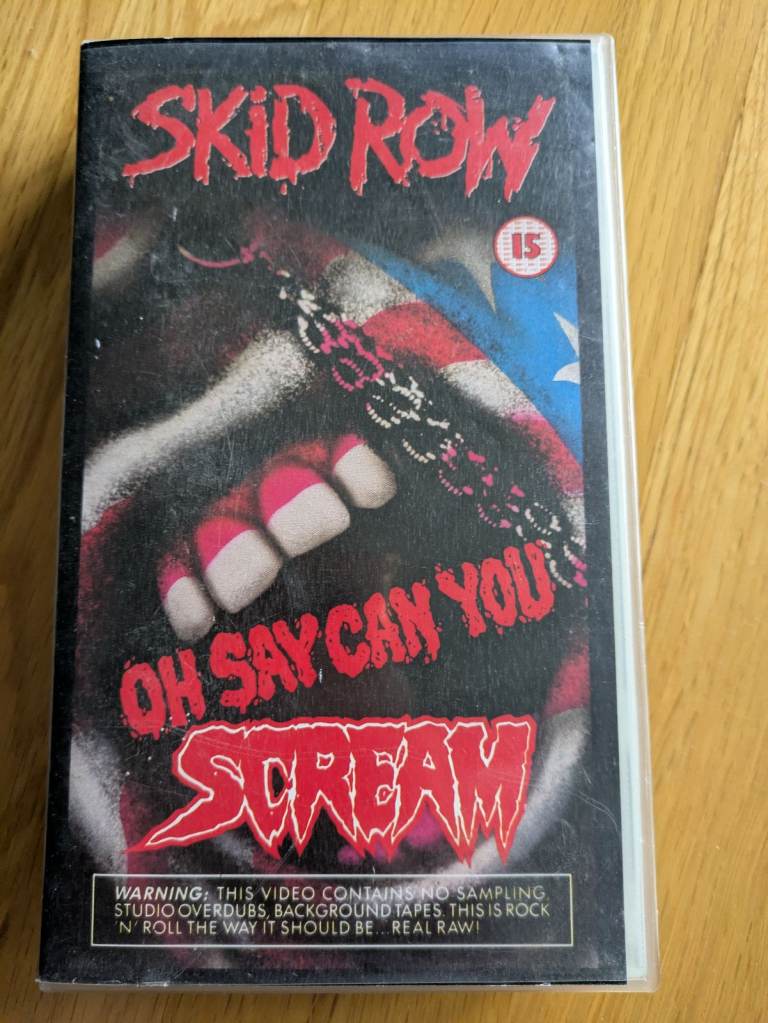 SKiD ROW
15
OH SAY CAN YOU
SCREAM
WARNING: THIS VIDEO CONTAINS NO SAMPLING,
STUDIO OVERDUBS, BACKGROUND TAPES. THIS IS ROCK
'N' ROLL THE WAY IT SHOULD BE...REAL RAW!